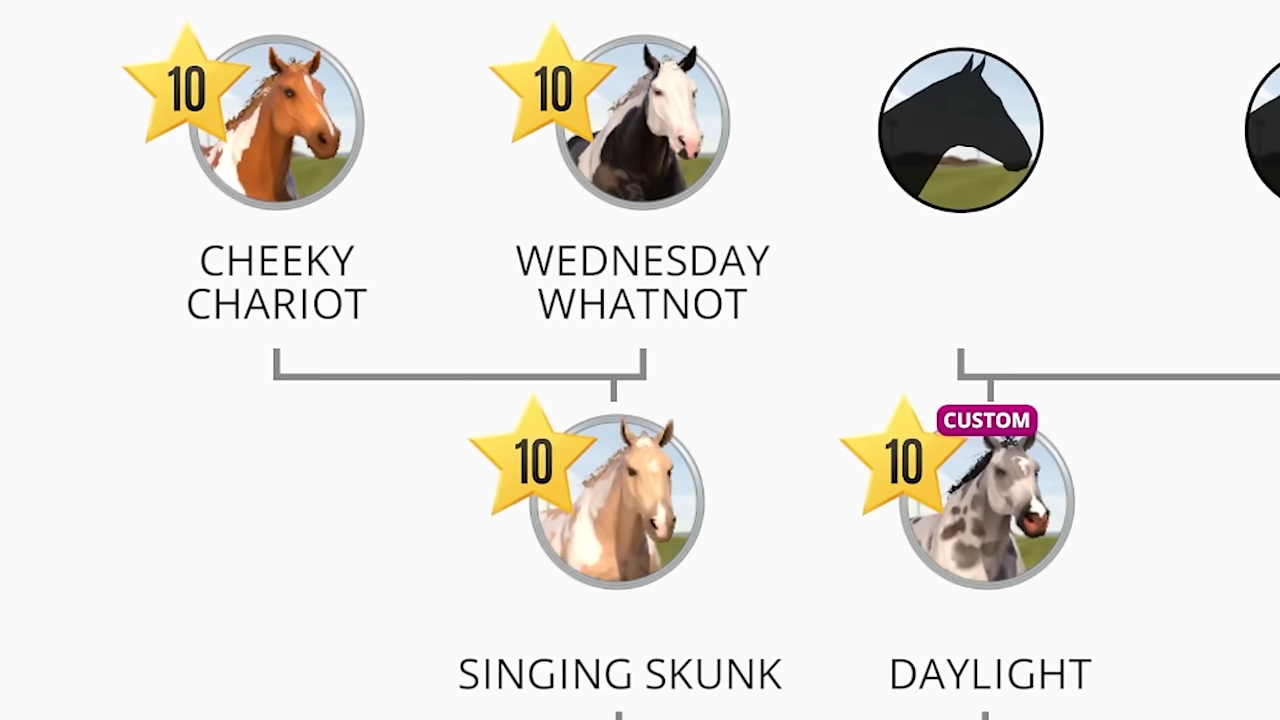 10
10
CHEEKY
CHARIOT
WEDNESDAY
WHATNOT
10
CUSTOM
10
SINGING SKUNK
DAYLIGHT